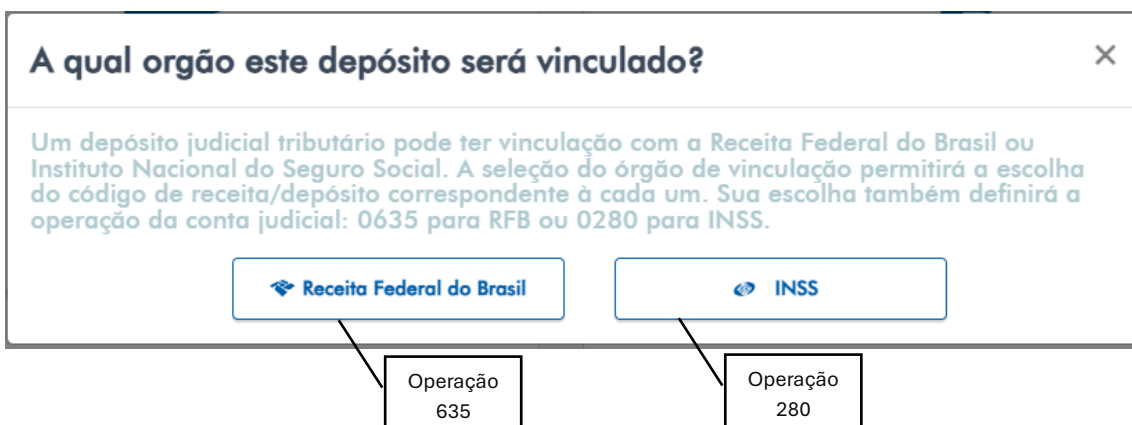 A qual orgão este depósito será vinculado?
Um depósito judicial tributário pode ter vinculação com a Receita Federal do Brasil ou
Instituto Nacional do Seguro Social. A seleção do órgão de vinculação permitirá a escolha
do código de receita/depósito correspondente à cada um. Sua escolha também definirá a
operação da conta judicial: 0635 para RFB ou 0280 para INSS.
Receita Federal do Brasil
INSS
Operação
635
Operação
280